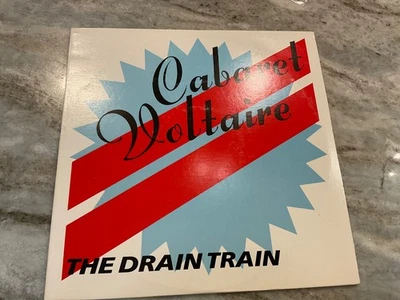 Cabaret
Voltaire
THE DRAIN TRAIN